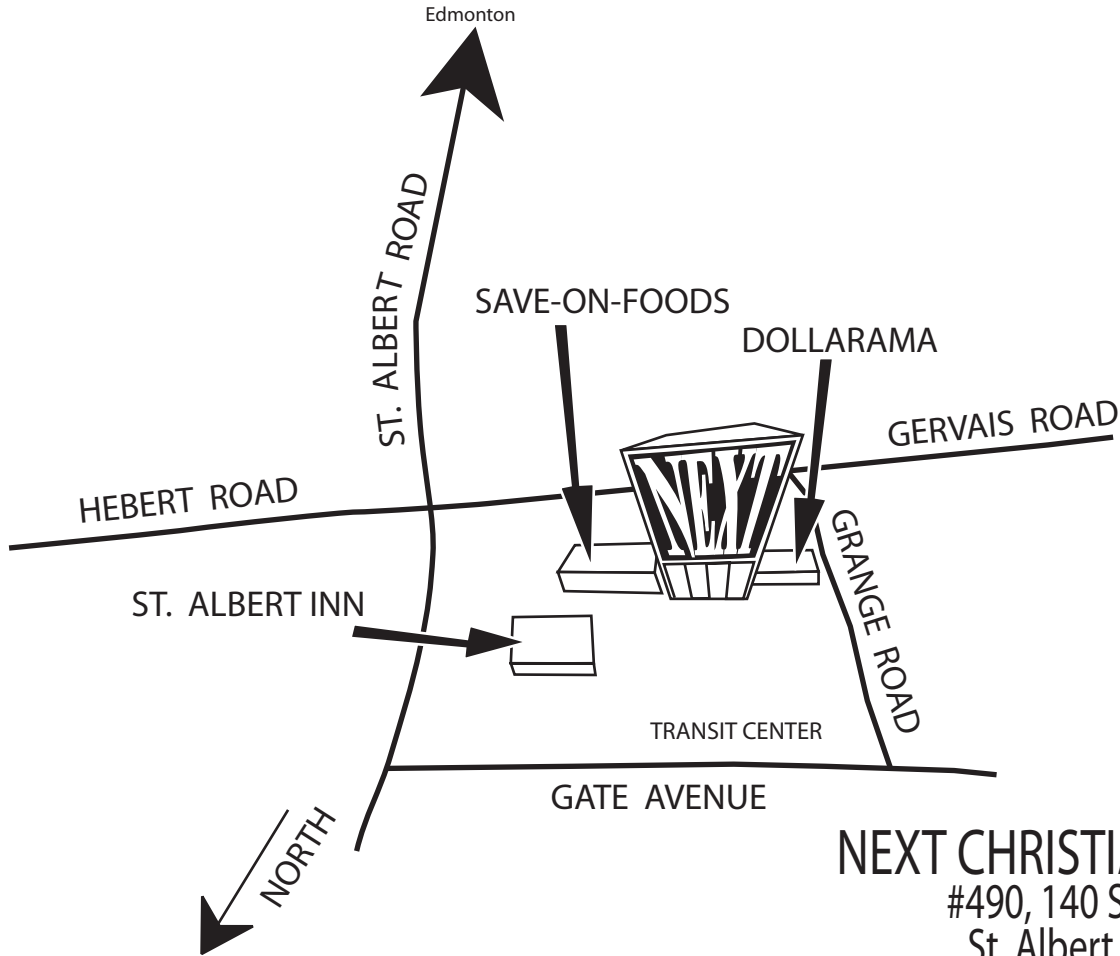 Edmonton
ST. ALBERT ROAD
SAVE-ON-FOODS
DOLLARAMA
GERVAIS ROAD
HEBERT ROAD
NEXT
GRANGE ROAD
ST. ALBERT INN
TRANSIT CENTER
GATE AVENUE
NORTH
NEXT
#490, 140
St. Albert